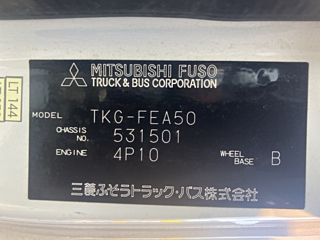 MITSUBISHI FUSO
TRUCK & BUS CORPORATION
MODEL TKG-FEA50
CHASSIS NO. 531501
ENGINE 4P10 WHEEL BASE B
三菱ふそうトラック・バス株式会社
LT144